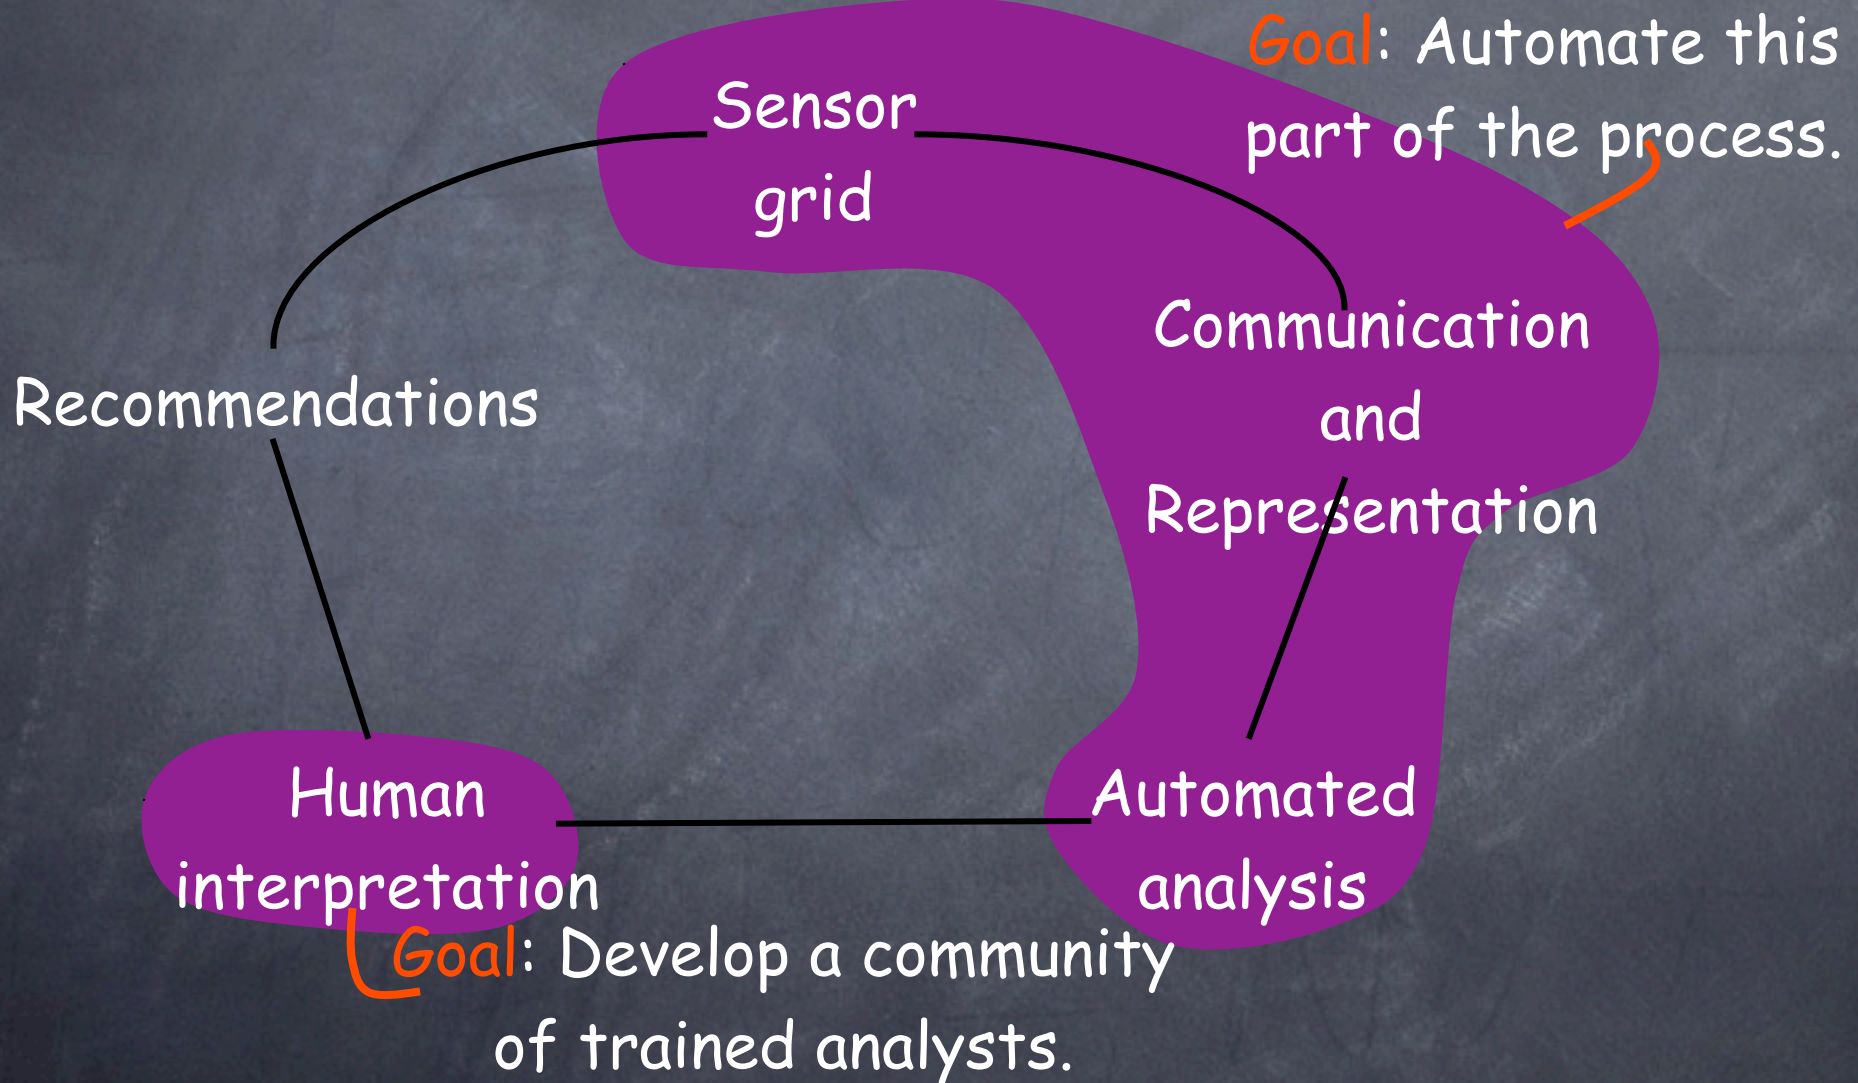 Goal: Automate this
part of the process.
Sensor
grid
Communication
and
Representation
Recommendations
Human
interpretation
Automated
analysis
Goal: Develop a community
of trained analysts.